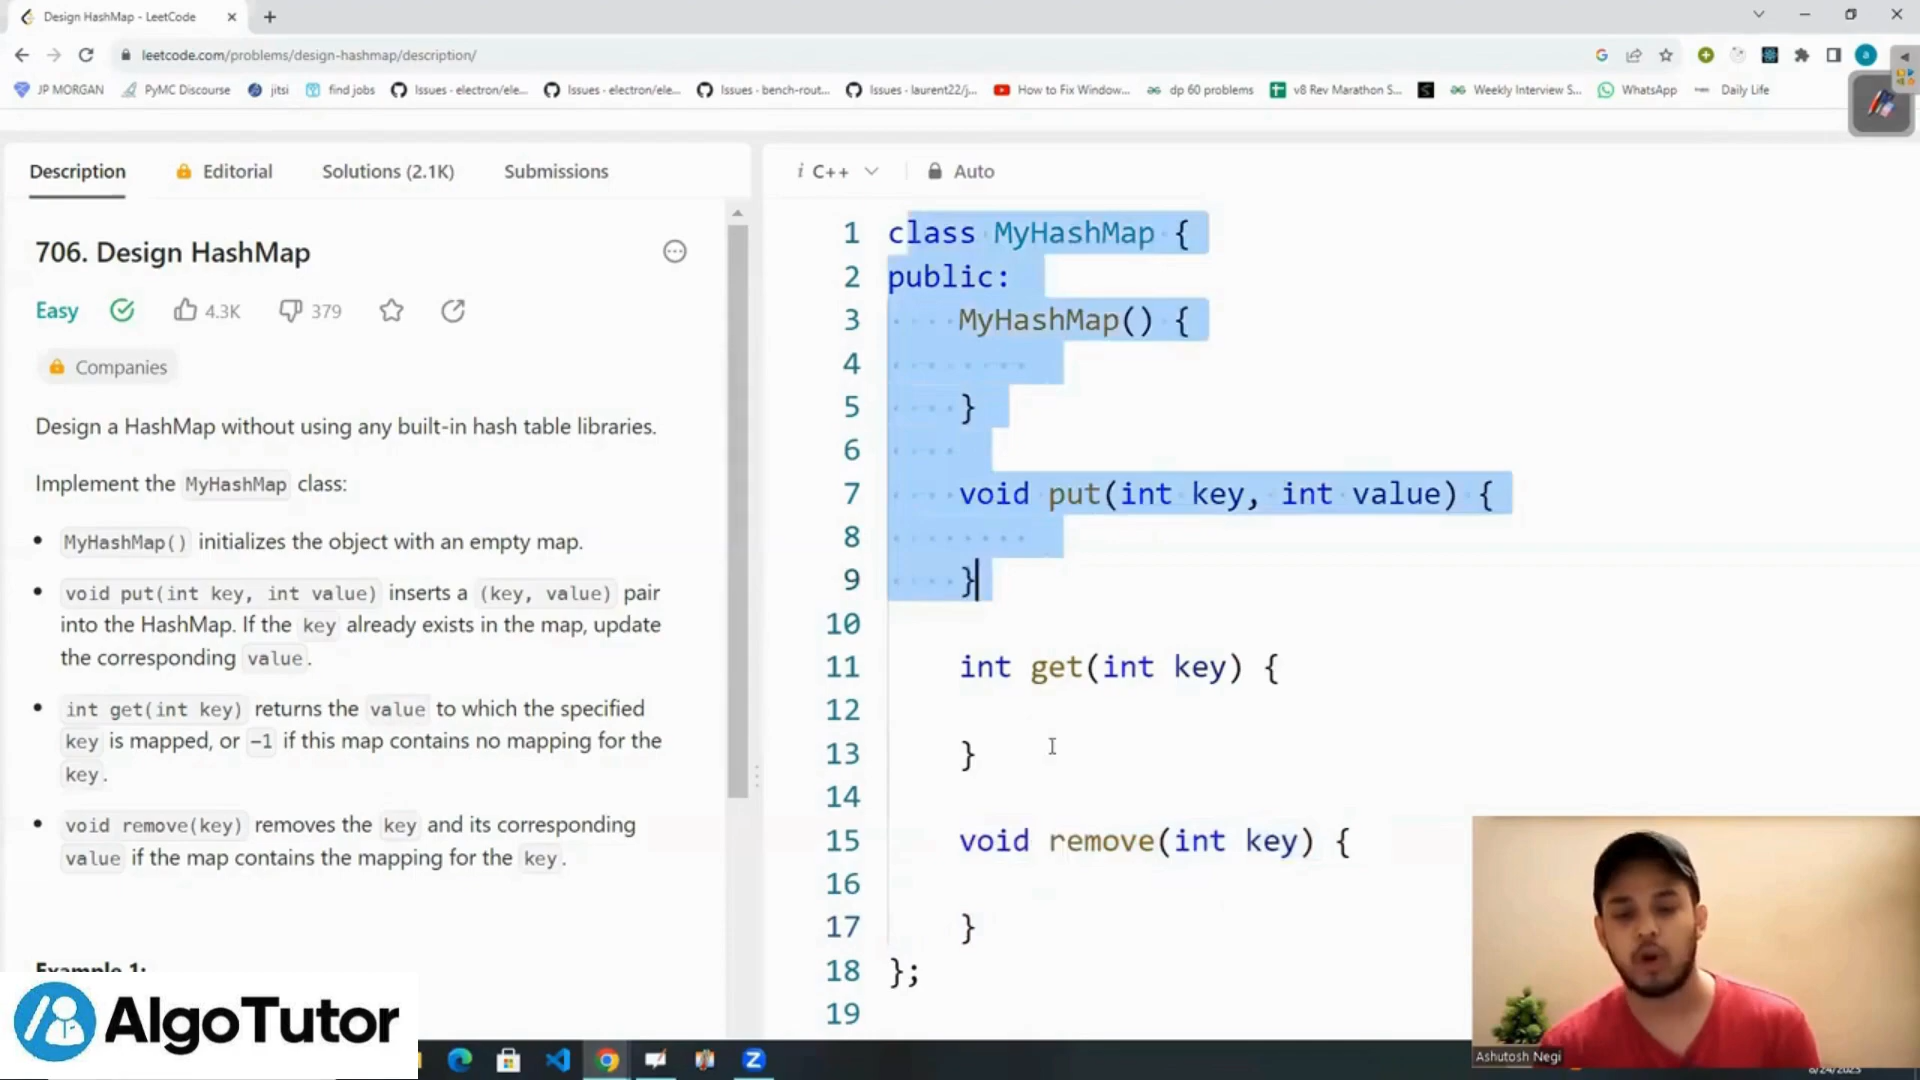 Design HashMap - LeetCode
leetcode.com/problems/design-hashmap/description/
JP MORGAN PyMC Discourse jitsi find jobs Issues - electron/ele... Issues - electron/ele... Issues - bench-rout... Issues - laurent22/j... How to Fix Window... dp 60 problems v8 Rev Marathon S... Weekly Interview S... WhatsApp Daily Life
Description Editorial Solutions (2.1K) Submissions
i C++ Auto
706. Design HashMap
Easy 4.3K 379
Companies
Design a HashMap without using any built-in hash table libraries.
Implement the MyHashMap class:
• MyHashMap() initializes the object with an empty map.
• void put(int key, int value) inserts a (key, value) pair
into the HashMap. If the key already exists in the map, update
the corresponding value.
• int get(int key) returns the value to which the specified
key is mapped, or -1 if this map contains no mapping for the
key.
• void remove(key) removes the key and its corresponding
value if the map contains the mapping for the key.
Example 1:
1 class MyHashMap {
2 public:
3 MyHashMap() {
4
5 }
6
7 void put(int key, int value) {
8
9 }
10
11 int get(int key) {
12
13 }
14
15 void remove(int key) {
16
17 }
18 };
19
AlgoTutor
Ashutosh Negi